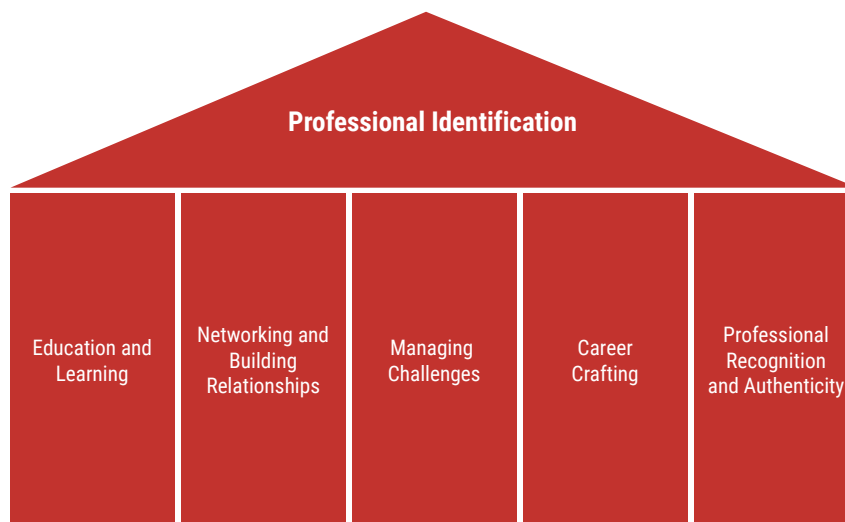 Professional Identification
Education and
Learning
Networking and
Building
Relationships
Managing
Challenges
Career
Crafting
Professional
Recognition
and Authenticity